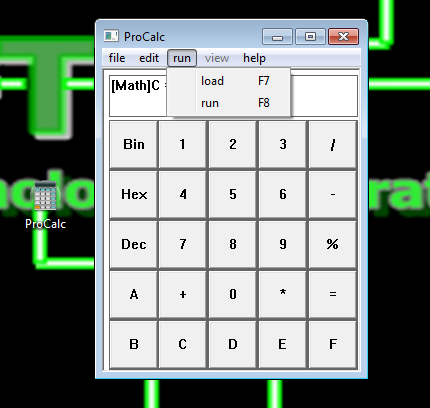 ProCalc
file edit run view help
load F7
run F8
[Math]C
Bin 1 2 3 /
Hex 4 5 6 -
Dec 7 8 9 %
A + 0 * =
B C D E F
ProCalc